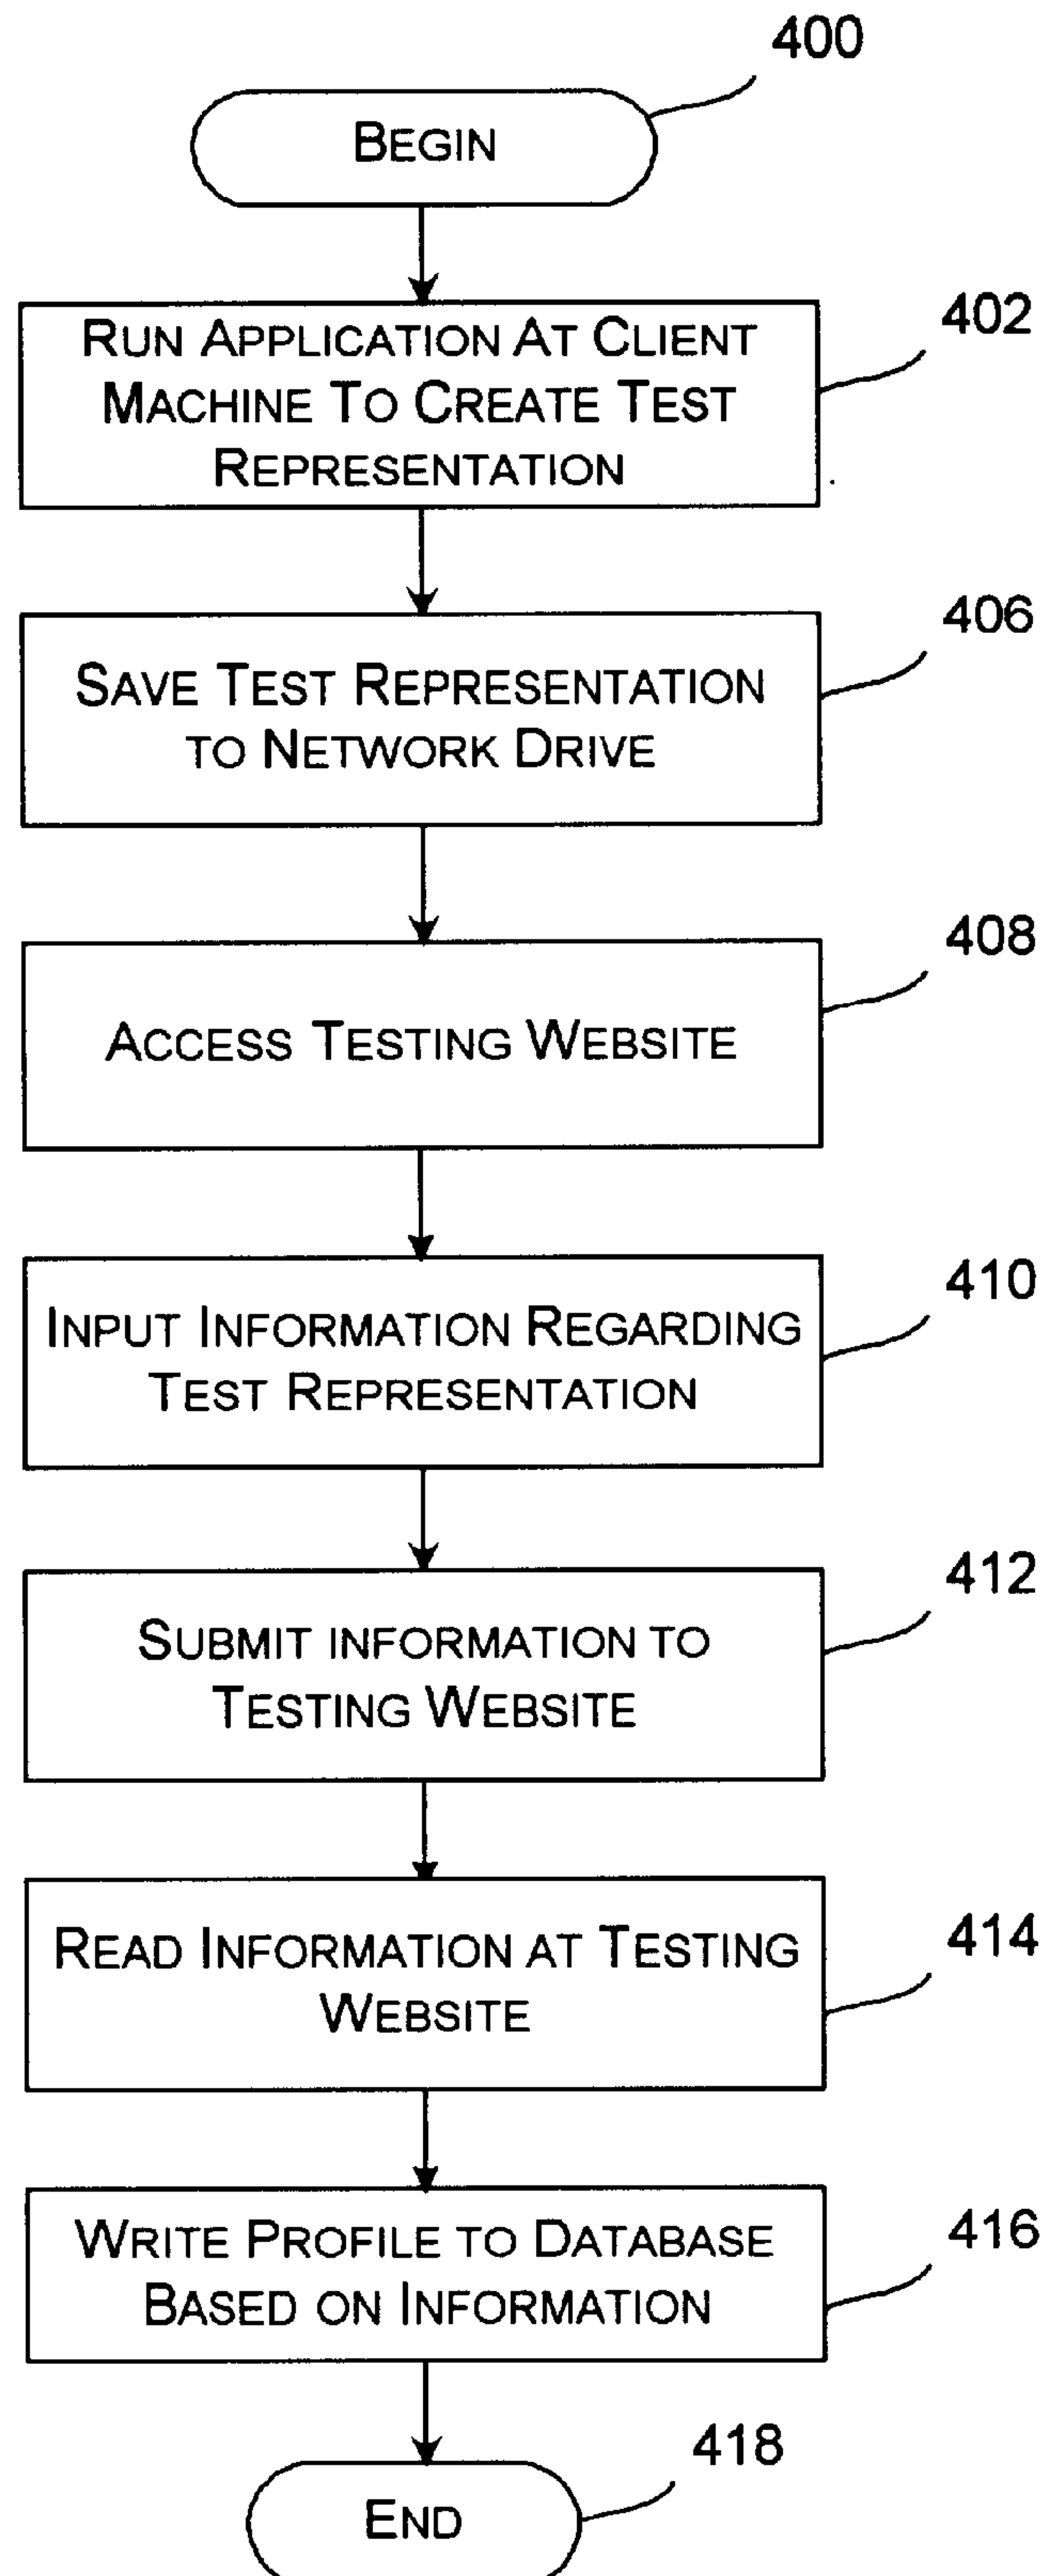 400
BEGIN
402
RUN APPLICATION AT CLIENT
MACHINE TO CREATE TEST
REPRESENTATION
406
SAVE TEST REPRESENTATION
TO NETWORK DRIVE
408
ACCESS TESTING WEBSITE
410
INPUT INFORMATION REGARDING
TEST REPRESENTATION
412
SUBMIT INFORMATION TO
TESTING WEBSITE
414
READ INFORMATION AT TESTING
WEBSITE
416
WRITE PROFILE TO DATABASE
BASED ON INFORMATION
418
END